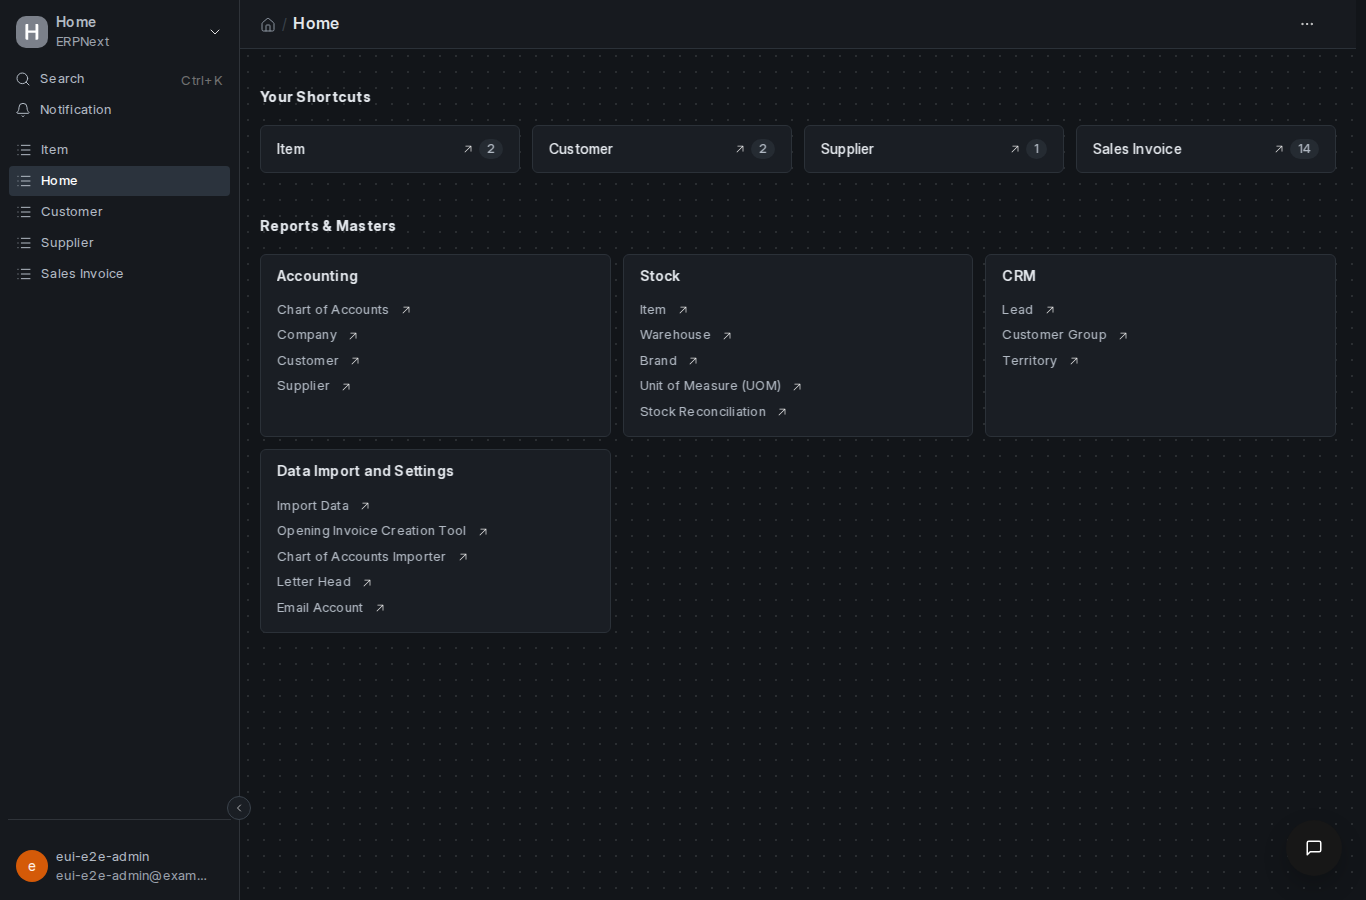 H
Home
ERPNext
Search
Ctrl+K
Notification
Item
Home
Customer
Supplier
Sales Invoice
eui-e2e-admin
eui-e2e-admin@exam...
e
/ Home
Your Shortcuts
Item 2
Customer 2
Supplier 1
Sales Invoice 14
Reports & Masters
Accounting
Chart of Accounts
Company
Customer
Supplier
Stock
Item
Warehouse
Brand
Unit of Measure (UOM)
Stock Reconciliation
CRM
Lead
Customer Group
Territory
Data Import and Settings
Import Data
Opening Invoice Creation Tool
Chart of Accounts Importer
Letter Head
Email Account